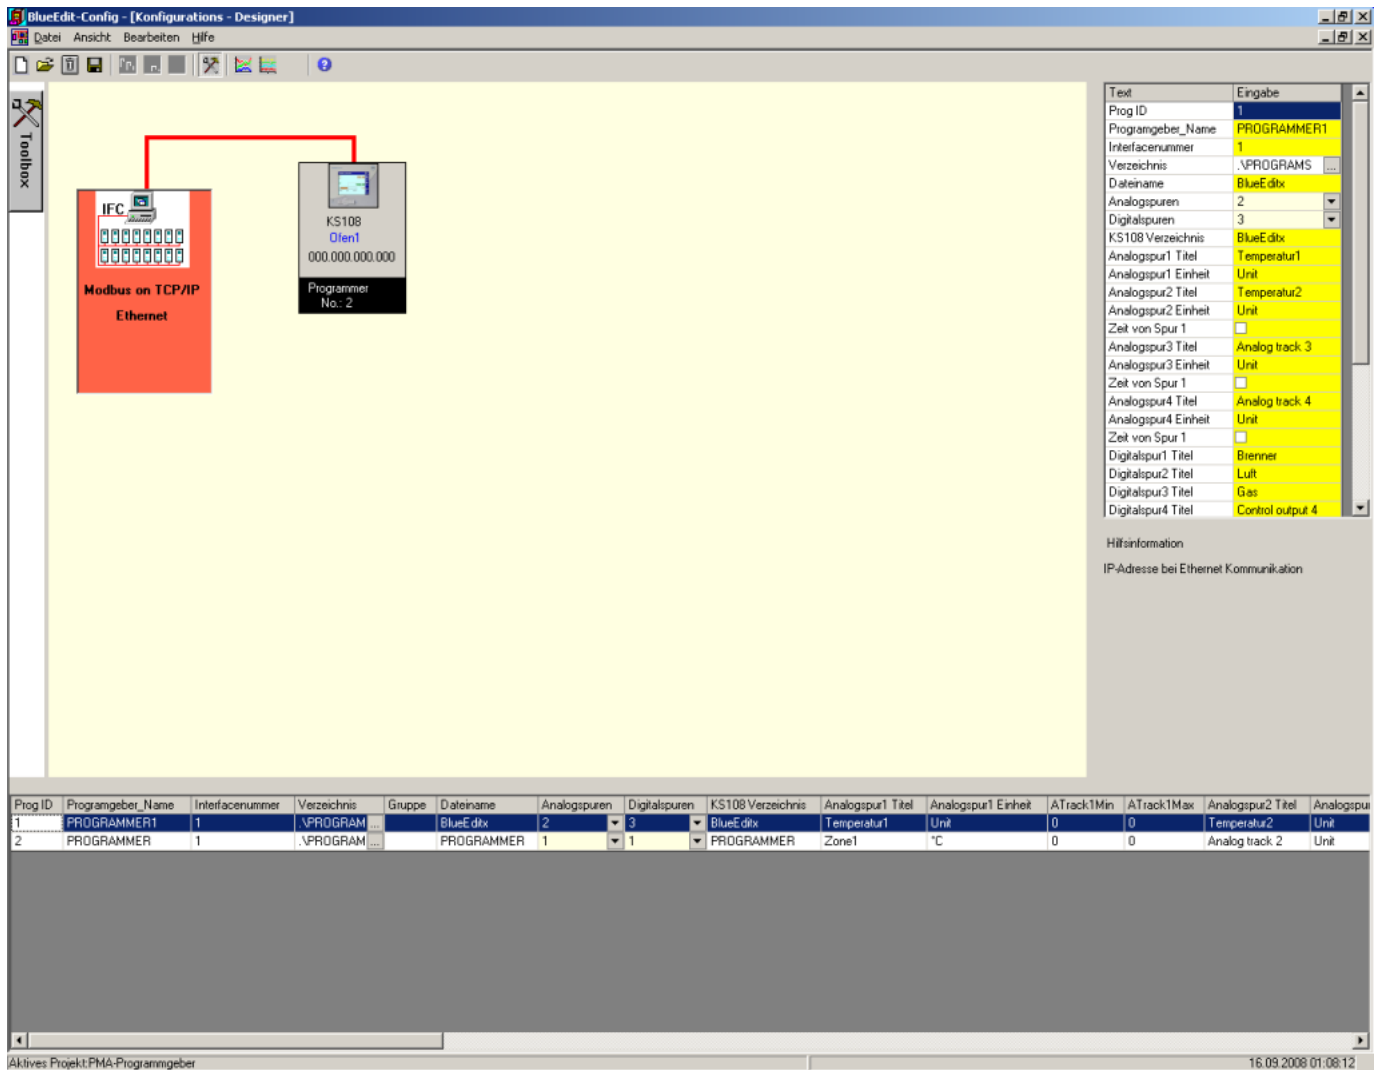 BlueEdit-Config - [Konfigurations - Designer]
Datei Ansicht Bearbeiten Hilfe
Toolbox
IFC
Modbus on TCP/IP
Ethernet
KS108
Ofen1
000.000.000.000
Programmer
No.: 2
Text Eingabe
Prog ID 1
Programgeber_Name PROGRAMMER1
Interfacenummer 1
Verzeichnis .\PROGRAMS ...
Dateiname BlueEditx
Analogspuren 2
Digitalspuren 3
KS108 Verzeichnis BlueEditx
Analogspur1 Titel Temperatur1
Analogspur1 Einheit Unit
Analogspur2 Titel Temperatur2
Analogspur2 Einheit Unit
Zeit von Spur 1
Analogspur3 Titel Analog track 3
Analogspur3 Einheit Unit
Zeit von Spur 1
Analogspur4 Titel Analog track 4
Analogspur4 Einheit Unit
Zeit von Spur 1
Digitalspur1 Titel Brenner
Digitalspur2 Titel Luft
Digitalspur3 Titel Gas
Digitalspur4 Titel Control output 4
Hilfsinformation
IP-Adresse bei Ethernet Kommunikation
Prog ID Programgeber_Name Interfacenummer Verzeichnis Gruppe Dateiname Analogspuren Digitalspuren KS108 Verzeichnis Analogspur1 Titel Analogspur1 Einheit ATrack1Min ATrack1Max Analogspur2 Titel Analogspu
1 PROGRAMMER1 1 .\PROGRAM ... BlueEditx 2 3 BlueEditx Temperatur1 Unit 0 0 Temperatur2 Unit
2 PROGRAMMER 1 .\PROGRAM ... PROGRAMMER 1 1 PROGRAMMER Zone1 °C 0 0 Analog track 2 Unit
Aktives Projekt:PMA-Programmgeber 16.09.2008 01:08:12